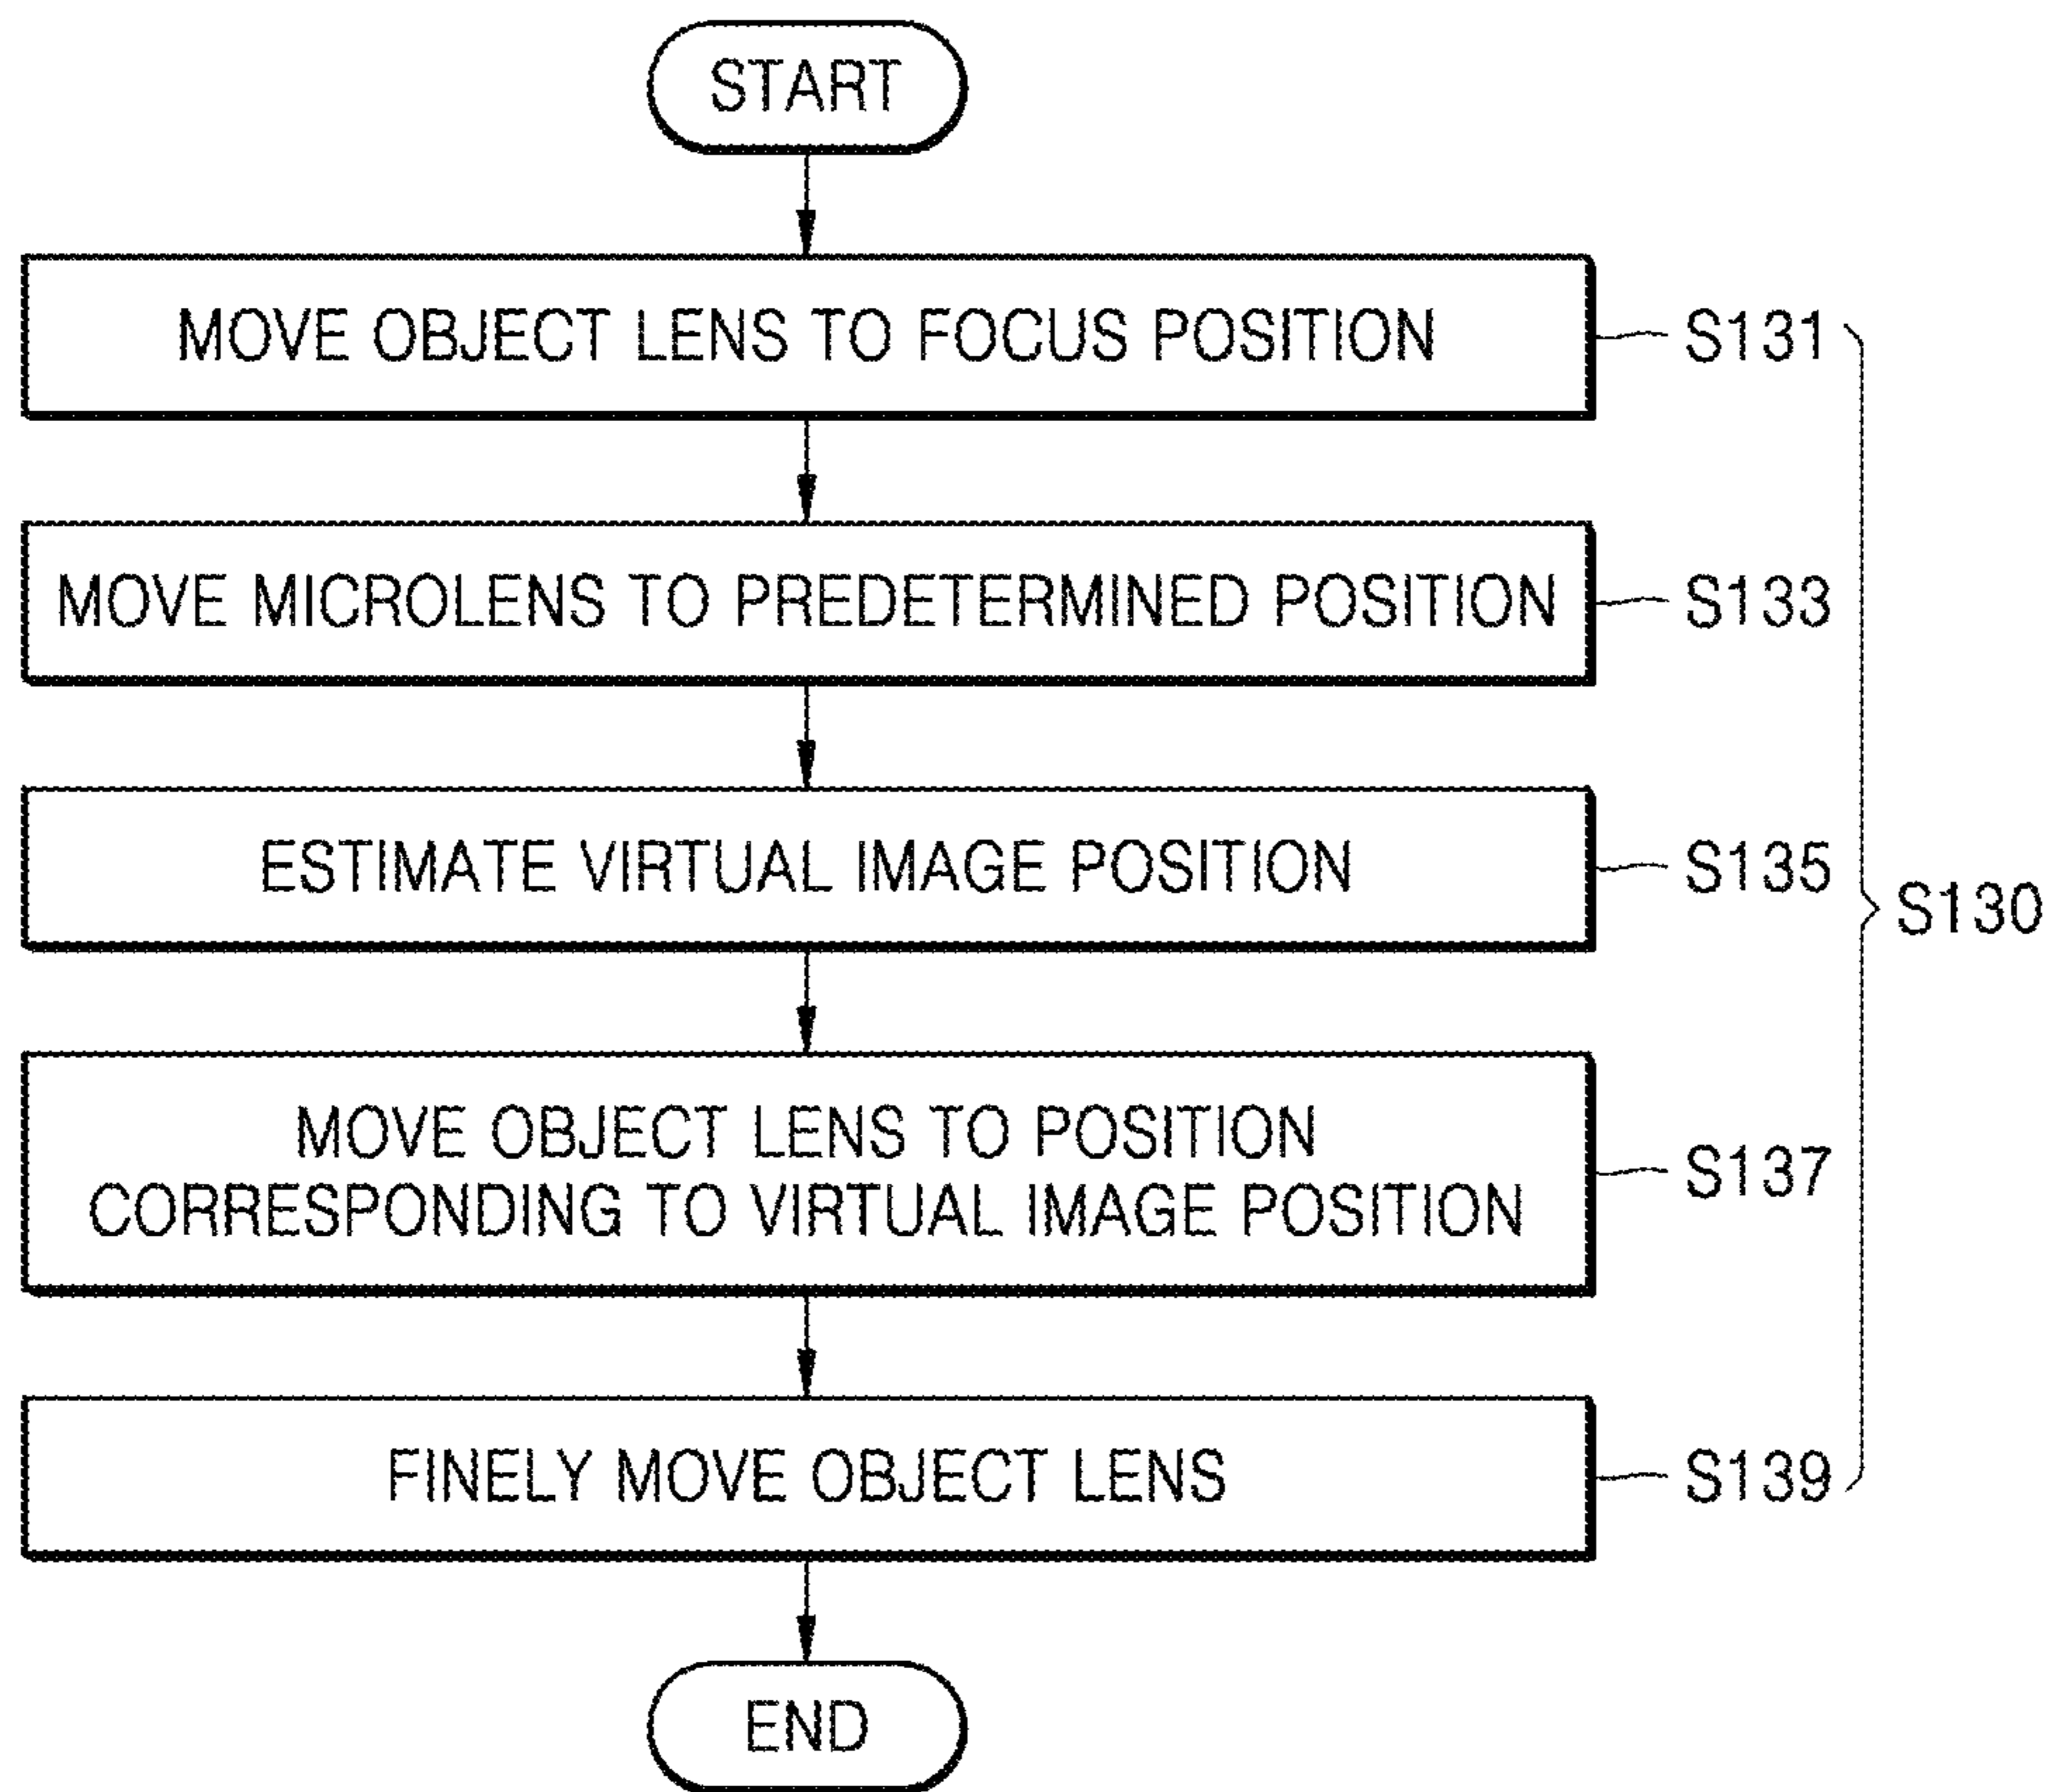 START
MOVE OBJECT LENS TO FOCUS POSITION
S131
MOVE MICROLENS TO PREDETERMINED POSITION
S133
ESTIMATE VIRTUAL IMAGE POSITION
S135
S130
MOVE OBJECT LENS TO POSITION
CORRESPONDING TO VIRTUAL IMAGE POSITION
S137
FINELY MOVE OBJECT LENS
S139
END